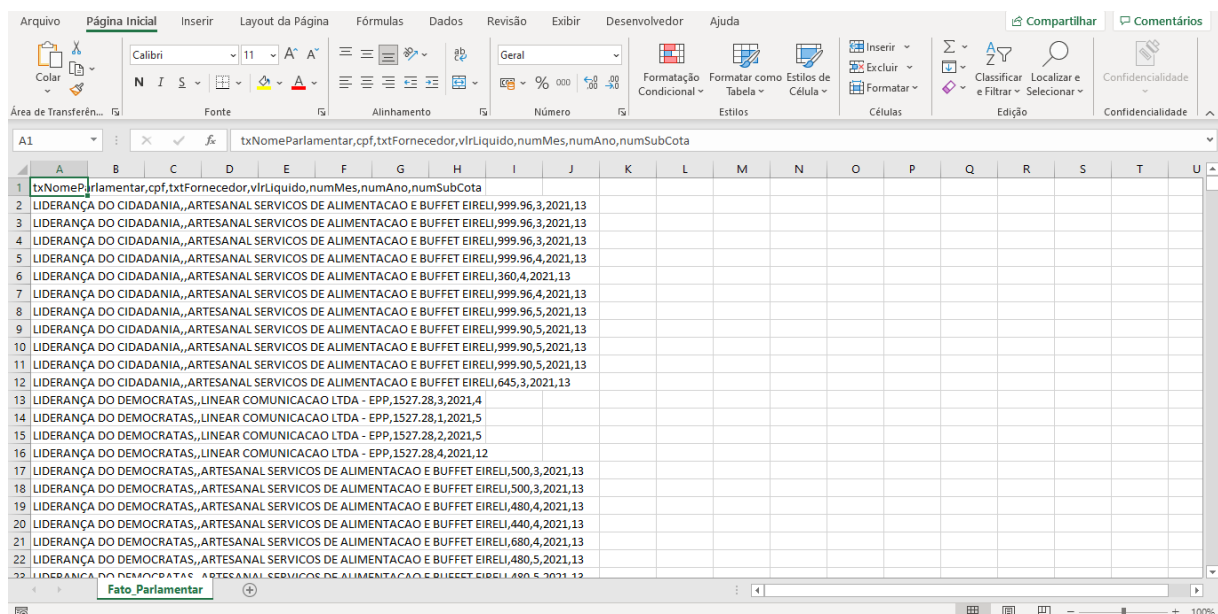 Arquivo Página Inicial Inserir Layout da Página Fórmulas Dados Revisão Exibir Desenvolvedor Ajuda Compartilhar Comentários
Colar
Calibri 11
N I S
ab
Geral
% 000
Formatação Condicional
Formatar como Tabela
Estilos de Célula
Inserir
Excluir
Formatar
Classificar e Filtrar
Localizar e Selecionar
Confidencialidade
Área de Transferên... Fonte Alinhamento Número Estilos Células Edição Confidencialidade
A1 fx txNomeParlamentar,cpf,txtFornecedor,vlrLiquido,numMes,numAno,numSubCota
A B C D E F G H I J K L M N O P Q R S T U
1 txNomeParlamentar,cpf,txtFornecedor,vlrLiquido,numMes,numAno,numSubCota
2 LIDERANÇA DO CIDADANIA,,ARTESANAL SERVICOS DE ALIMENTACAO E BUFFET EIRELI,999.96,3,2021,13
3 LIDERANÇA DO CIDADANIA,,ARTESANAL SERVICOS DE ALIMENTACAO E BUFFET EIRELI,999.96,3,2021,13
4 LIDERANÇA DO CIDADANIA,,ARTESANAL SERVICOS DE ALIMENTACAO E BUFFET EIRELI,999.96,3,2021,13
5 LIDERANÇA DO CIDADANIA,,ARTESANAL SERVICOS DE ALIMENTACAO E BUFFET EIRELI,999.96,4,2021,13
6 LIDERANÇA DO CIDADANIA,,ARTESANAL SERVICOS DE ALIMENTACAO E BUFFET EIRELI,360,4,2021,13
7 LIDERANÇA DO CIDADANIA,,ARTESANAL SERVICOS DE ALIMENTACAO E BUFFET EIRELI,999.96,4,2021,13
8 LIDERANÇA DO CIDADANIA,,ARTESANAL SERVICOS DE ALIMENTACAO E BUFFET EIRELI,999.96,5,2021,13
9 LIDERANÇA DO CIDADANIA,,ARTESANAL SERVICOS DE ALIMENTACAO E BUFFET EIRELI,999.90,5,2021,13
10 LIDERANÇA DO CIDADANIA,,ARTESANAL SERVICOS DE ALIMENTACAO E BUFFET EIRELI,999.90,5,2021,13
11 LIDERANÇA DO CIDADANIA,,ARTESANAL SERVICOS DE ALIMENTACAO E BUFFET EIRELI,999.90,5,2021,13
12 LIDERANÇA DO CIDADANIA,,ARTESANAL SERVICOS DE ALIMENTACAO E BUFFET EIRELI,645,3,2021,13
13 LIDERANÇA DO DEMOCRATAS,,LINEAR COMUNICACAO LTDA - EPP,1527.28,3,2021,4
14 LIDERANÇA DO DEMOCRATAS,,LINEAR COMUNICACAO LTDA - EPP,1527.28,1,2021,5
15 LIDERANÇA DO DEMOCRATAS,,LINEAR COMUNICACAO LTDA - EPP,1527.28,2,2021,5
16 LIDERANÇA DO DEMOCRATAS,,LINEAR COMUNICACAO LTDA - EPP,1527.28,4,2021,12
17 LIDERANÇA DO DEMOCRATAS,,ARTESANAL SERVICOS DE ALIMENTACAO E BUFFET EIRELI,500,3,2021,13
18 LIDERANÇA DO DEMOCRATAS,,ARTESANAL SERVICOS DE ALIMENTACAO E BUFFET EIRELI,500,3,2021,13
19 LIDERANÇA DO DEMOCRATAS,,ARTESANAL SERVICOS DE ALIMENTACAO E BUFFET EIRELI,480,4,2021,13
20 LIDERANÇA DO DEMOCRATAS,,ARTESANAL SERVICOS DE ALIMENTACAO E BUFFET EIRELI,440,4,2021,13
21 LIDERANÇA DO DEMOCRATAS,,ARTESANAL SERVICOS DE ALIMENTACAO E BUFFET EIRELI,680,4,2021,13
22 LIDERANÇA DO DEMOCRATAS,,ARTESANAL SERVICOS DE ALIMENTACAO E BUFFET EIRELI,480,5,2021,13
23 LIDERANÇA DO DEMOCRATAS,,ARTESANAL SERVICOS DE ALIMENTACAO E BUFFET EIRELI,480,5,2021,13
Fato_Parlamentar
100%